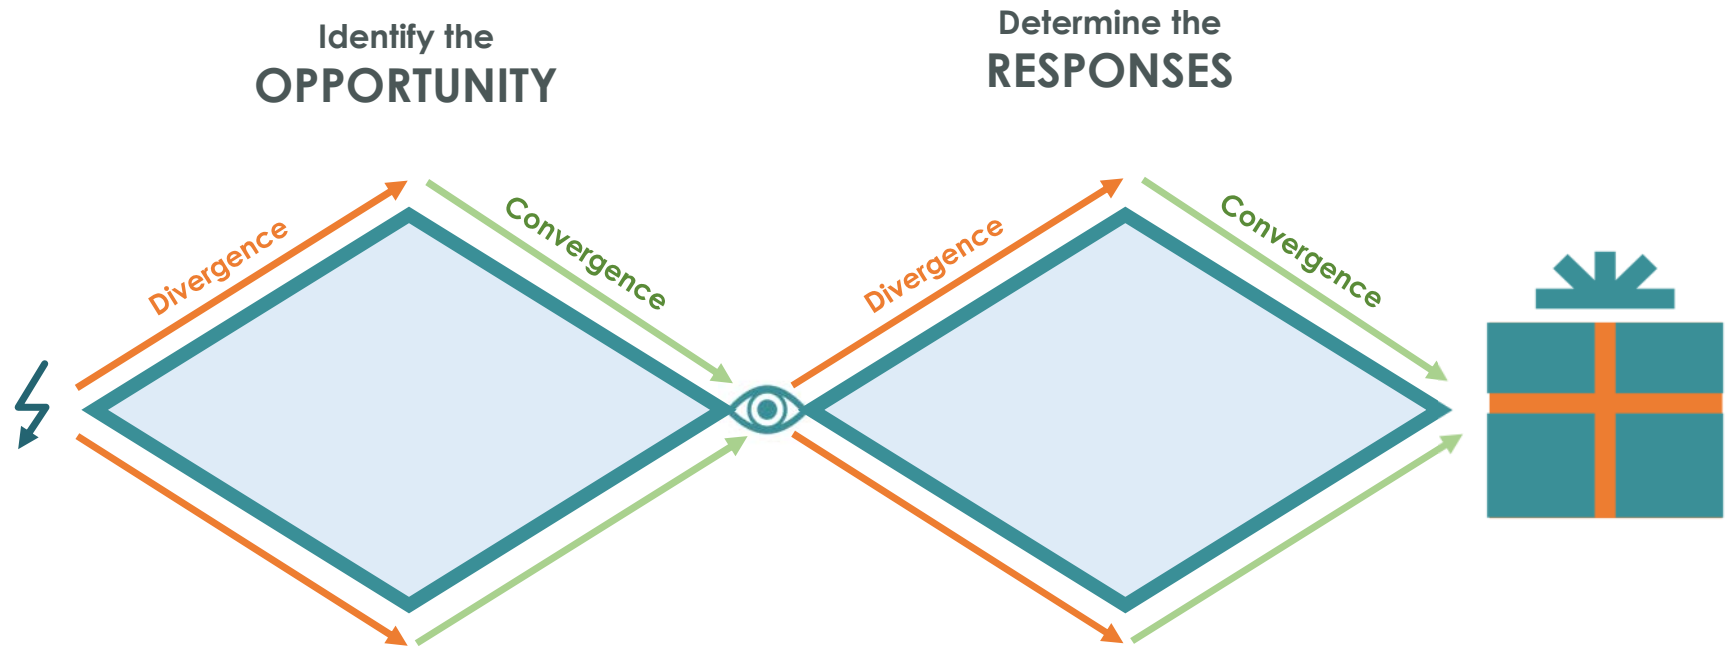 Identify the
OPPORTUNITY
Determine the
RESPONSES
Divergence
Convergence
Divergence
Convergence